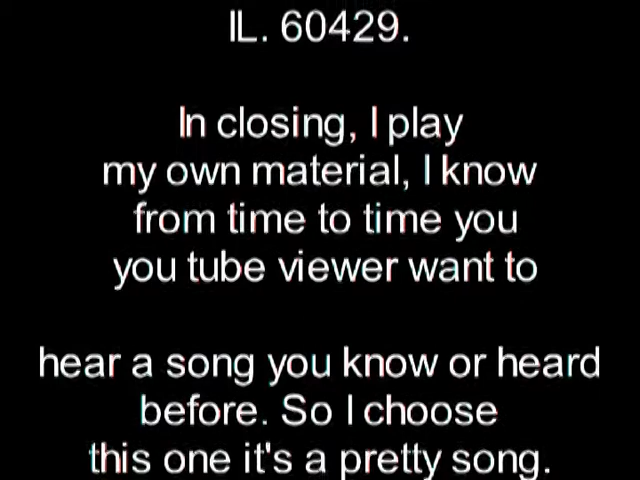 IL. 60429.
In closing, I play
my own material, I know
from time to time you
you tube viewer want to
hear a song you know or heard
before. So I choose
this one it's a pretty song.